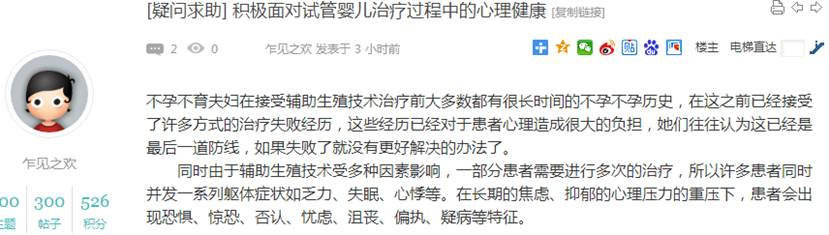 [疑问求助] 积极面对试管婴儿治疗过程中的心理健康 [复制链接]
2 0 乍见之欢 发表于 3 小时前 楼主 电梯直达
不孕不育夫妇在接受辅助生殖技术治疗前大多数都有很长时间的不孕不孕历史，在这之前已经接受
了许多方式的治疗失败经历，这些经历已经对于患者心理造成很大的负担，她们往往认为这已经是
最后一道防线，如果失败了就没有更好解决的办法了。
同时由于辅助生殖技术受多种因素影响，一部分患者需要进行多次的治疗，所以许多患者同时
并发一系列躯体症状如乏力、失眠、心悸等。在长期的焦虑、抑郁的心理压力的重压下，患者会出
现恐惧、惊恐、否认、忧虑、沮丧、偏执、疑病等特征。
乍见之欢
00 300 526
主题 帖子 积分